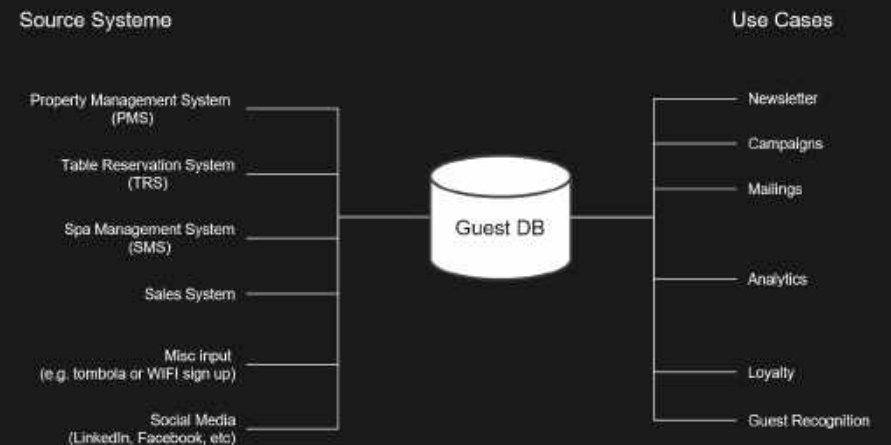 Source Systeme
Use Cases
Property Management System
(PMS)
Table Reservation System
(TRS)
Spa Management System
(SMS)
Sales System
Misc input
(e.g. tombola or WIFI sign up)
Social Media
(LinkedIn, Facebook, etc)
Guest DB
Newsletter
Campaigns
Mailings
Analytics
Loyalty
Guest Recognition